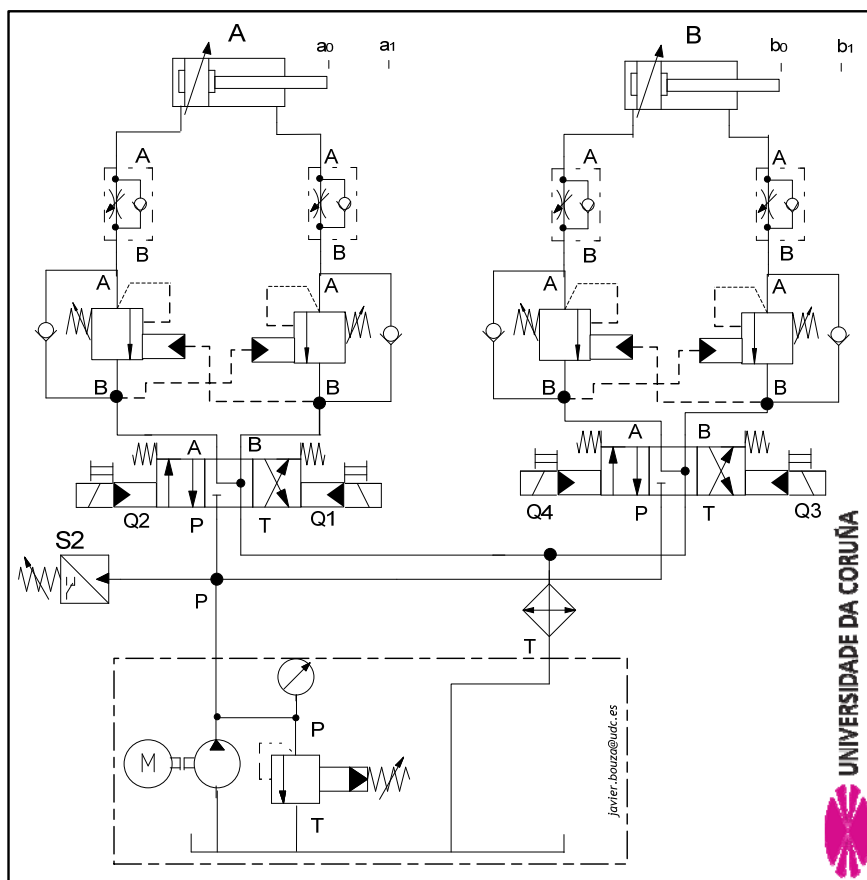 A
a0 a1
B
b0 b1
A A A A
B B B B
A A A A
B B B B
A B
A B
Q2 P T Q1
Q4 P T Q3
S2
P
T
P
M
T
javier.bouza@udc.es
UNIVERSIDADE DA CORUÑA